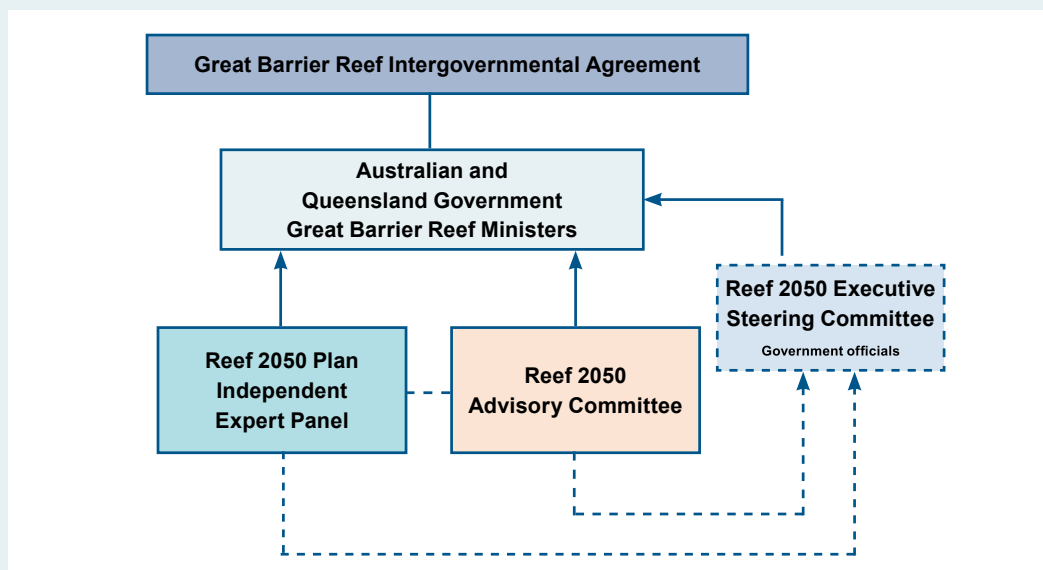 Great Barrier Reef Intergovernmental Agreement
Australian and
Queensland Government
Great Barrier Reef Ministers
Reef 2050 Executive
Steering Committee
Government officials
Reef 2050 Plan
Independent
Expert Panel
Reef 2050
Advisory Committee